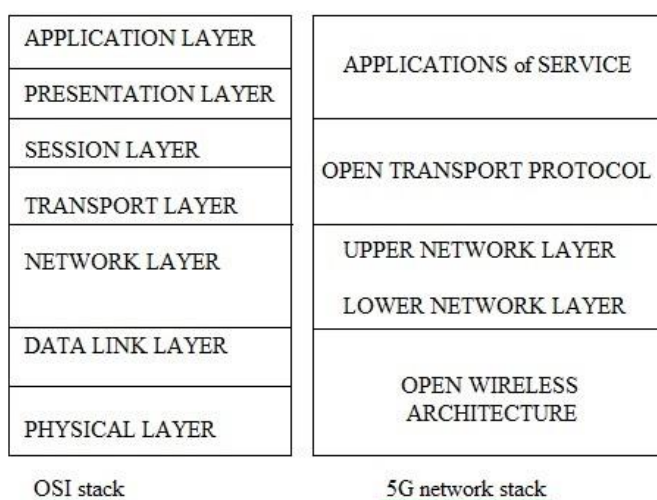 APPLICATION LAYER
PRESENTATION LAYER
SESSION LAYER
TRANSPORT LAYER
NETWORK LAYER
DATA LINK LAYER
PHYSICAL LAYER
OSI stack
APPLICATIONS of SERVICE
OPEN TRANSPORT PROTOCOL
UPPER NETWORK LAYER
LOWER NETWORK LAYER
OPEN WIRELESS
ARCHITECTURE
5G network stack